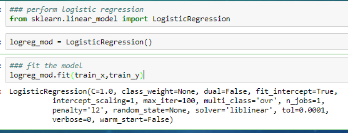 ### perform Logistic regression
from sklearn.linear_model import LogisticRegression
logreg_mod = LogisticRegression()
### fit the model
logreg_mod.fit(train_x,train_y)
LogisticRegression(C=1.0, class_weight=None, dual=False, fit_intercept=True,
intercept_scaling=1, max_iter=100, multi_class='ovr', n_jobs=1,
penalty='l2', random_state=None, solver='liblinear', tol=0.0001,
verbose=0, warm_start=False)